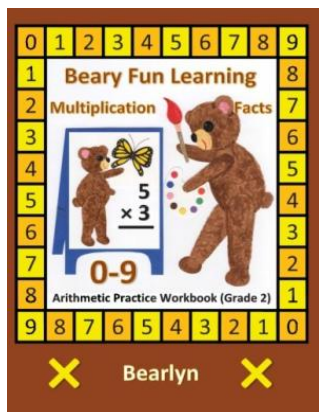 0 1 2 3 4 5 6 7 8 9
1 8
Beary Fun Learning
2 Multiplication Facts 7
3 6
4 5
5
× 3
5 4
6 3
7 2
0-9
8 Arithmetic Practice Workbook (Grade 2) 1
9 8 7 6 5 4 3 2 1 0
× Bearlyn ×